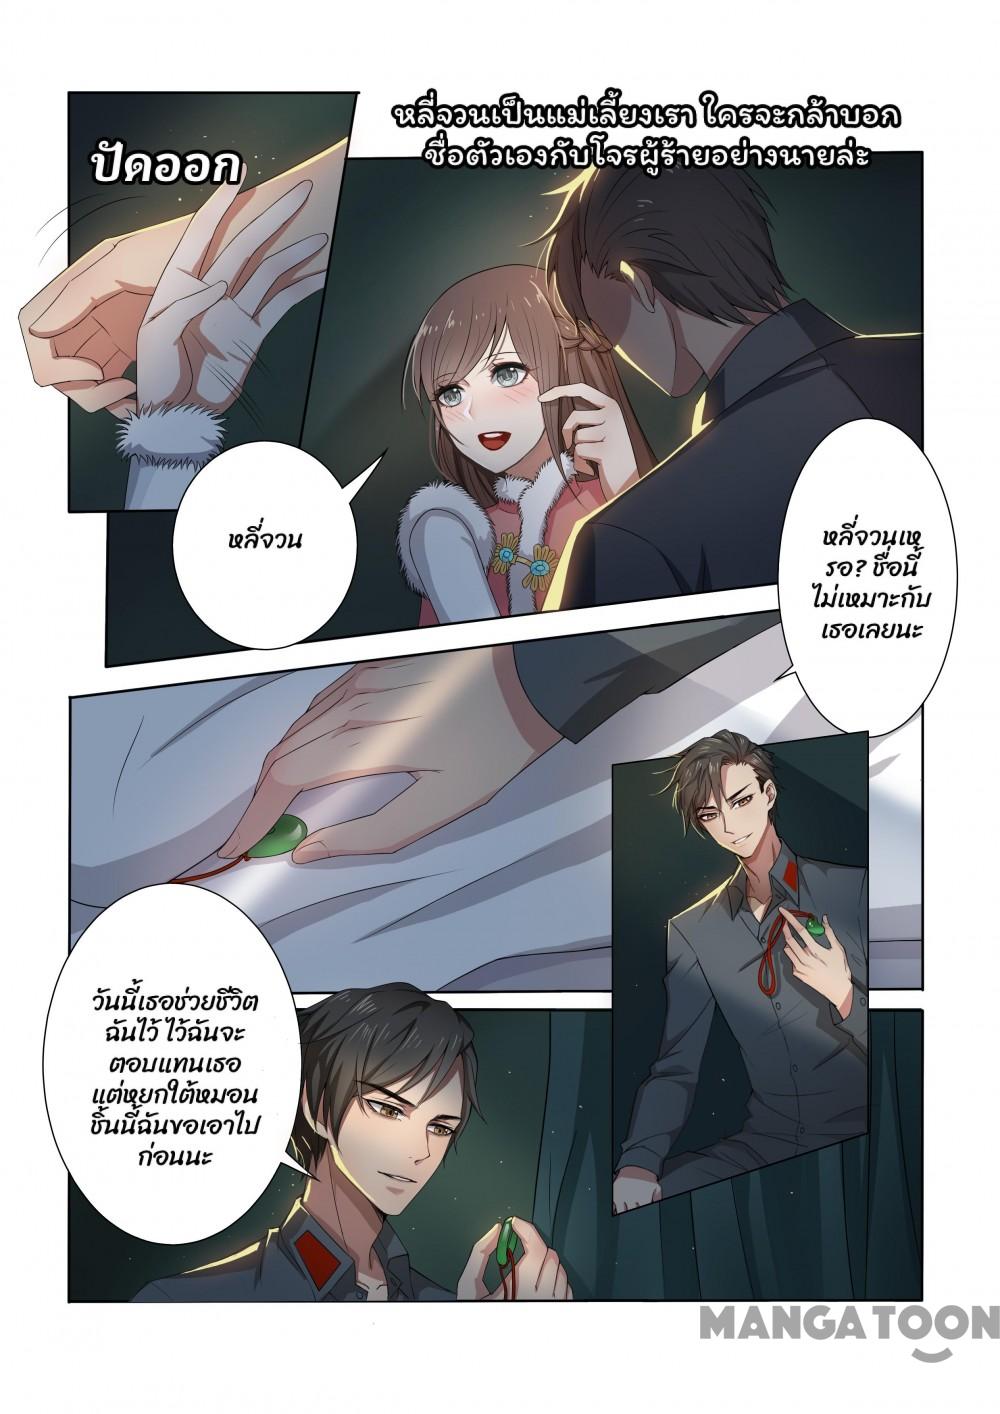 ปัดออก
หลี่จวนเป็นแม่เลี้ยงเรา ใครจะกล้าบอก
ชื่อตัวเองกับโจรผู้ร้ายอย่างนายล่ะ
หลี่จวน
หลี่จวนเห
รอ? ชื่อนี้
ไม่เหมาะกับ
เธอเลยนะ
วันนี้เธอช่วยชีวิต
ฉันไว้ ไว้ฉันจะ
ตอบแทนเธอ
แต่หยกใต้หมอน
ชิ้นนี้ฉันขอเอาไป
ก่อนนะ
MANGATOON